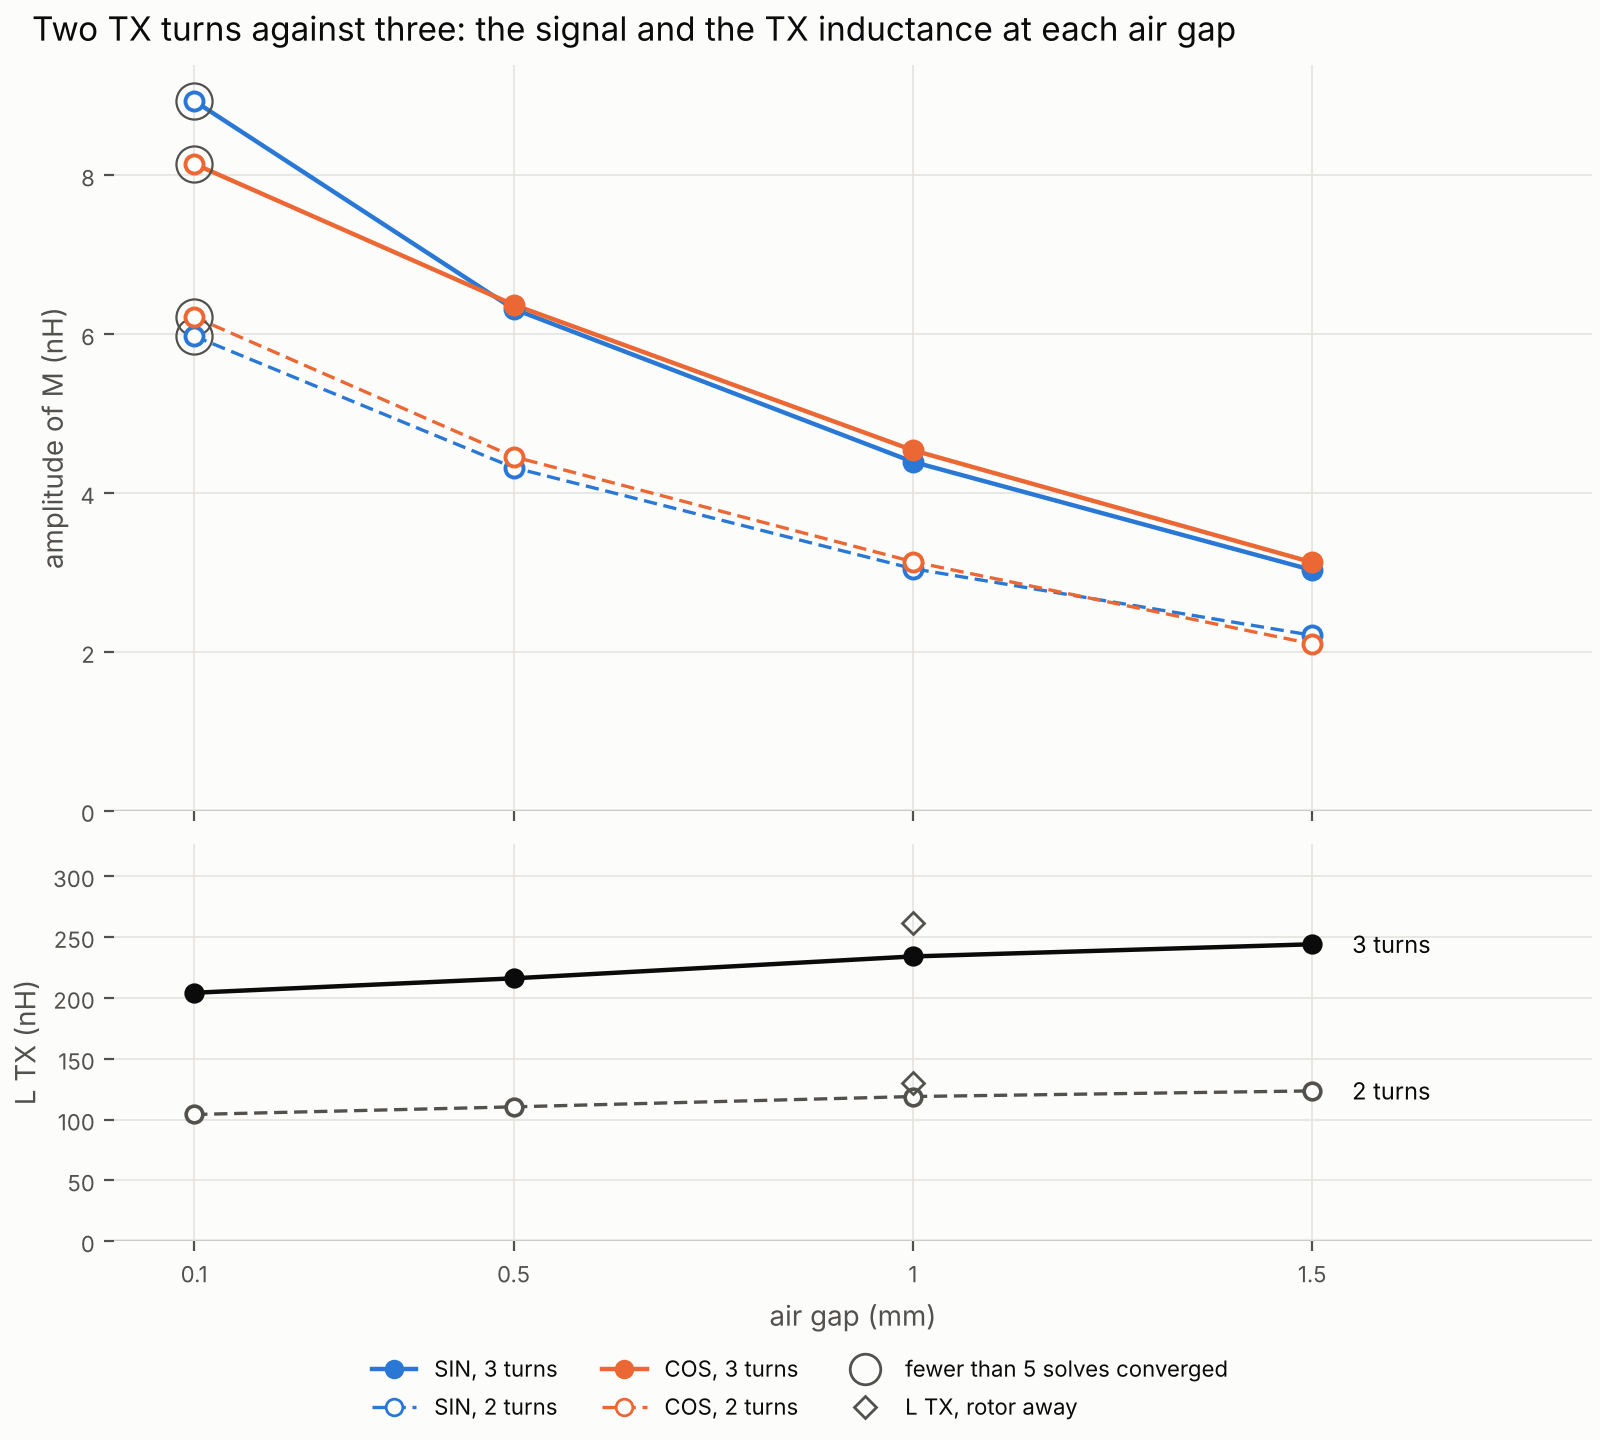 Two TX turns against three: the signal and the TX inductance at each air gap
amplitude of M (nH)
8
6
4
2
0
L TX (nH)
300
250
200
150
100
50
0
3 turns
2 turns
0.1 0.5 1 1.5
air gap (mm)
SIN, 3 turns COS, 3 turns fewer than 5 solves converged
SIN, 2 turns COS, 2 turns L TX, rotor away